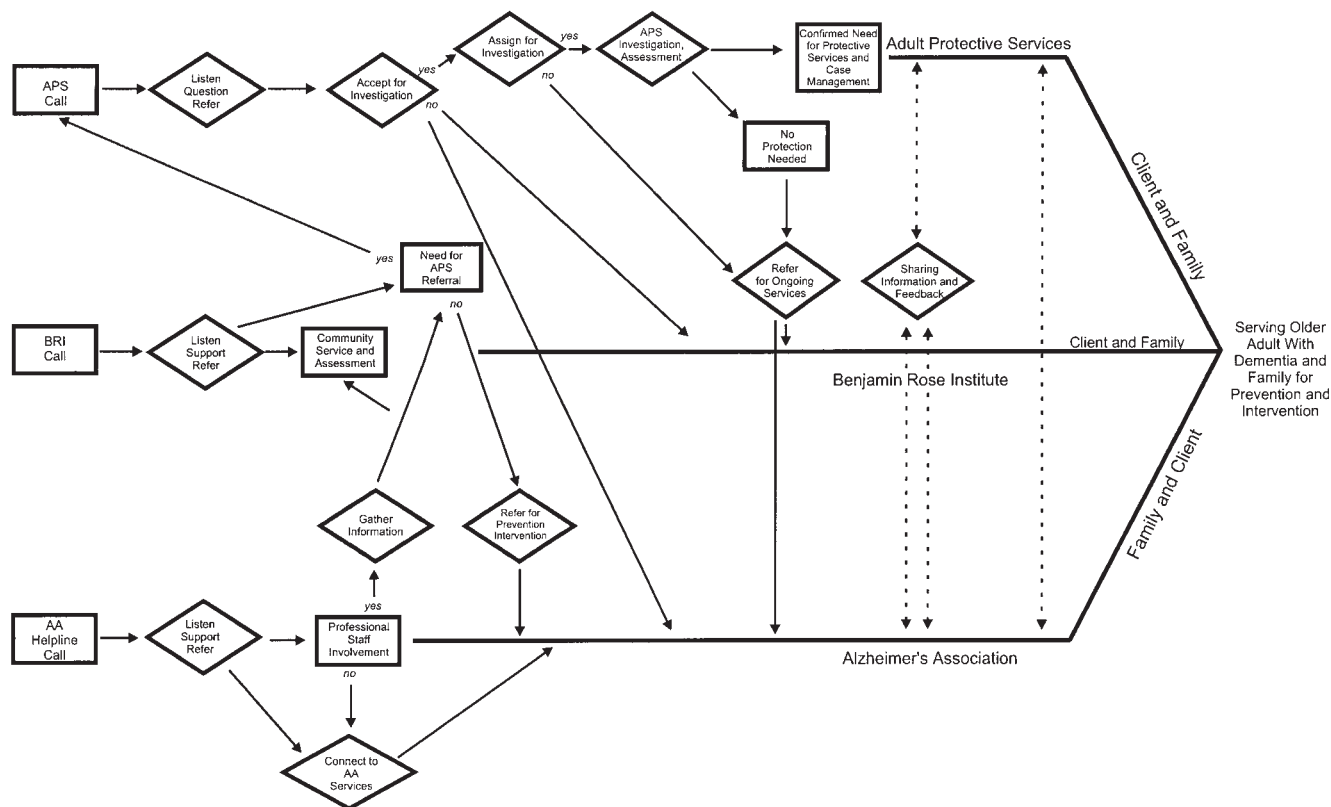 APS
Call
Listen
Question
Refer
Accept for
Investigation
yes
no
Assign for
Investigation
yes
no
APS
Investigation,
Assessment
Confirmed Need
for Protective
Services and
Case
Management
Adult Protective Services
No
Protection
Needed
Client and Family
yes
Need for
APS
Referral
no
Refer
for Ongoing
Services
Sharing
Information and
Feedback
BRI
Call
Listen
Support
Refer
Community
Service and
Assessment
Client and Family
Benjamin Rose Institute
Serving Older
Adult With
Dementia and
Family for
Prevention and
Intervention
Gather
Information
Refer for
Prevention
Intervention
Family and Client
yes
AA
Helpline
Call
Listen
Support
Refer
Professional
Staff
Involvement
no
Alzheimer's Association
Connect to
AA
Services